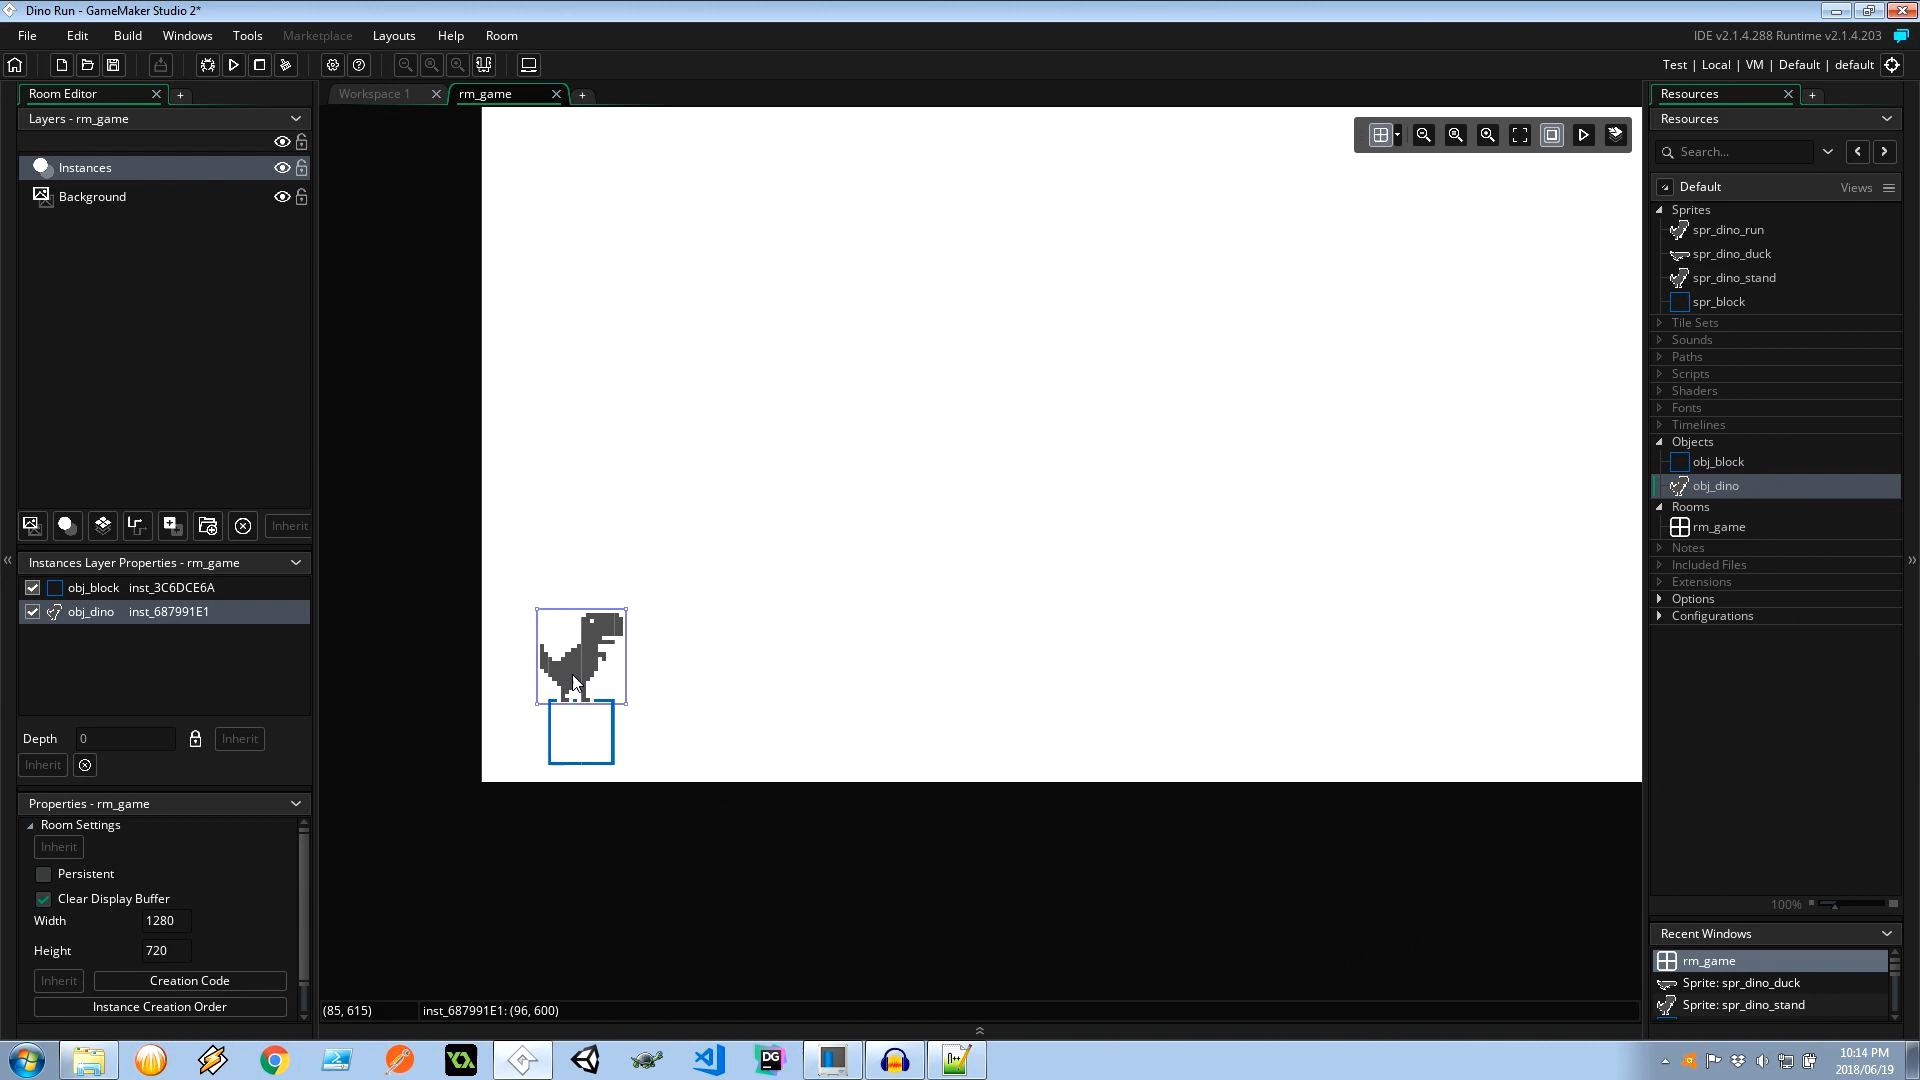 Dino Run - GameMaker Studio 2*
File Edit Build Windows Tools Marketplace Layouts Help Room
IDE v2.1.4.288 Runtime v2.1.4.203
Test | Local | VM | Default | default
Room Editor
Layers - rm_game
Instances
Background
Inherit
Instances Layer Properties - rm_game
obj_block inst_3C6DCE6A
obj_dino inst_687991E1
Depth 0 Inherit
Inherit
Properties - rm_game
Room Settings
Inherit
Persistent
Clear Display Buffer
Width 1280
Height 720
Inherit Creation Code
Instance Creation Order
Workspace 1 rm_game
(85, 615) inst_687991E1: (96, 600)
Resources
Resources
Search...
Default Views
Sprites
spr_dino_run
spr_dino_duck
spr_dino_stand
spr_block
Tile Sets
Sounds
Paths
Scripts
Shaders
Fonts
Timelines
Objects
obj_block
obj_dino
Rooms
rm_game
Notes
Included Files
Extensions
Options
Configurations
100%
Recent Windows
rm_game
Sprite: spr_dino_duck
Sprite: spr_dino_stand
DG
n++
10:14 PM
2018/06/19